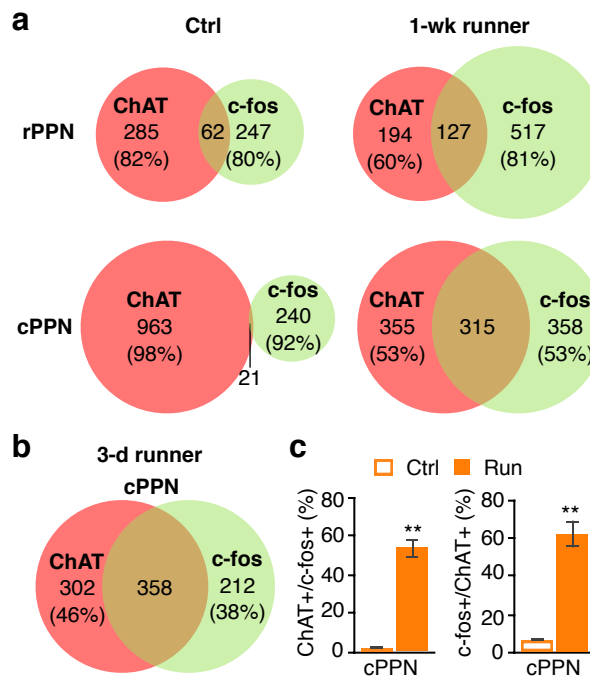 a
Ctrl
1-wk runner
rPPN
ChAT
285
(82%)
62
c-fos
247
(80%)
ChAT
194
(60%)
127
c-fos
517
(81%)
cPPN
ChAT
963
(98%)
21
c-fos
240
(92%)
ChAT
355
(53%)
315
c-fos
358
(53%)
b
3-d runner
cPPN
ChAT
302
(46%)
358
c-fos
212
(38%)
c
Ctrl
Run
ChAT+/c-fos+ (%)
80
60
40
20
0
**
cPPN
c-fos+/ChAT+ (%)
80
60
40
20
0
**
cPPN